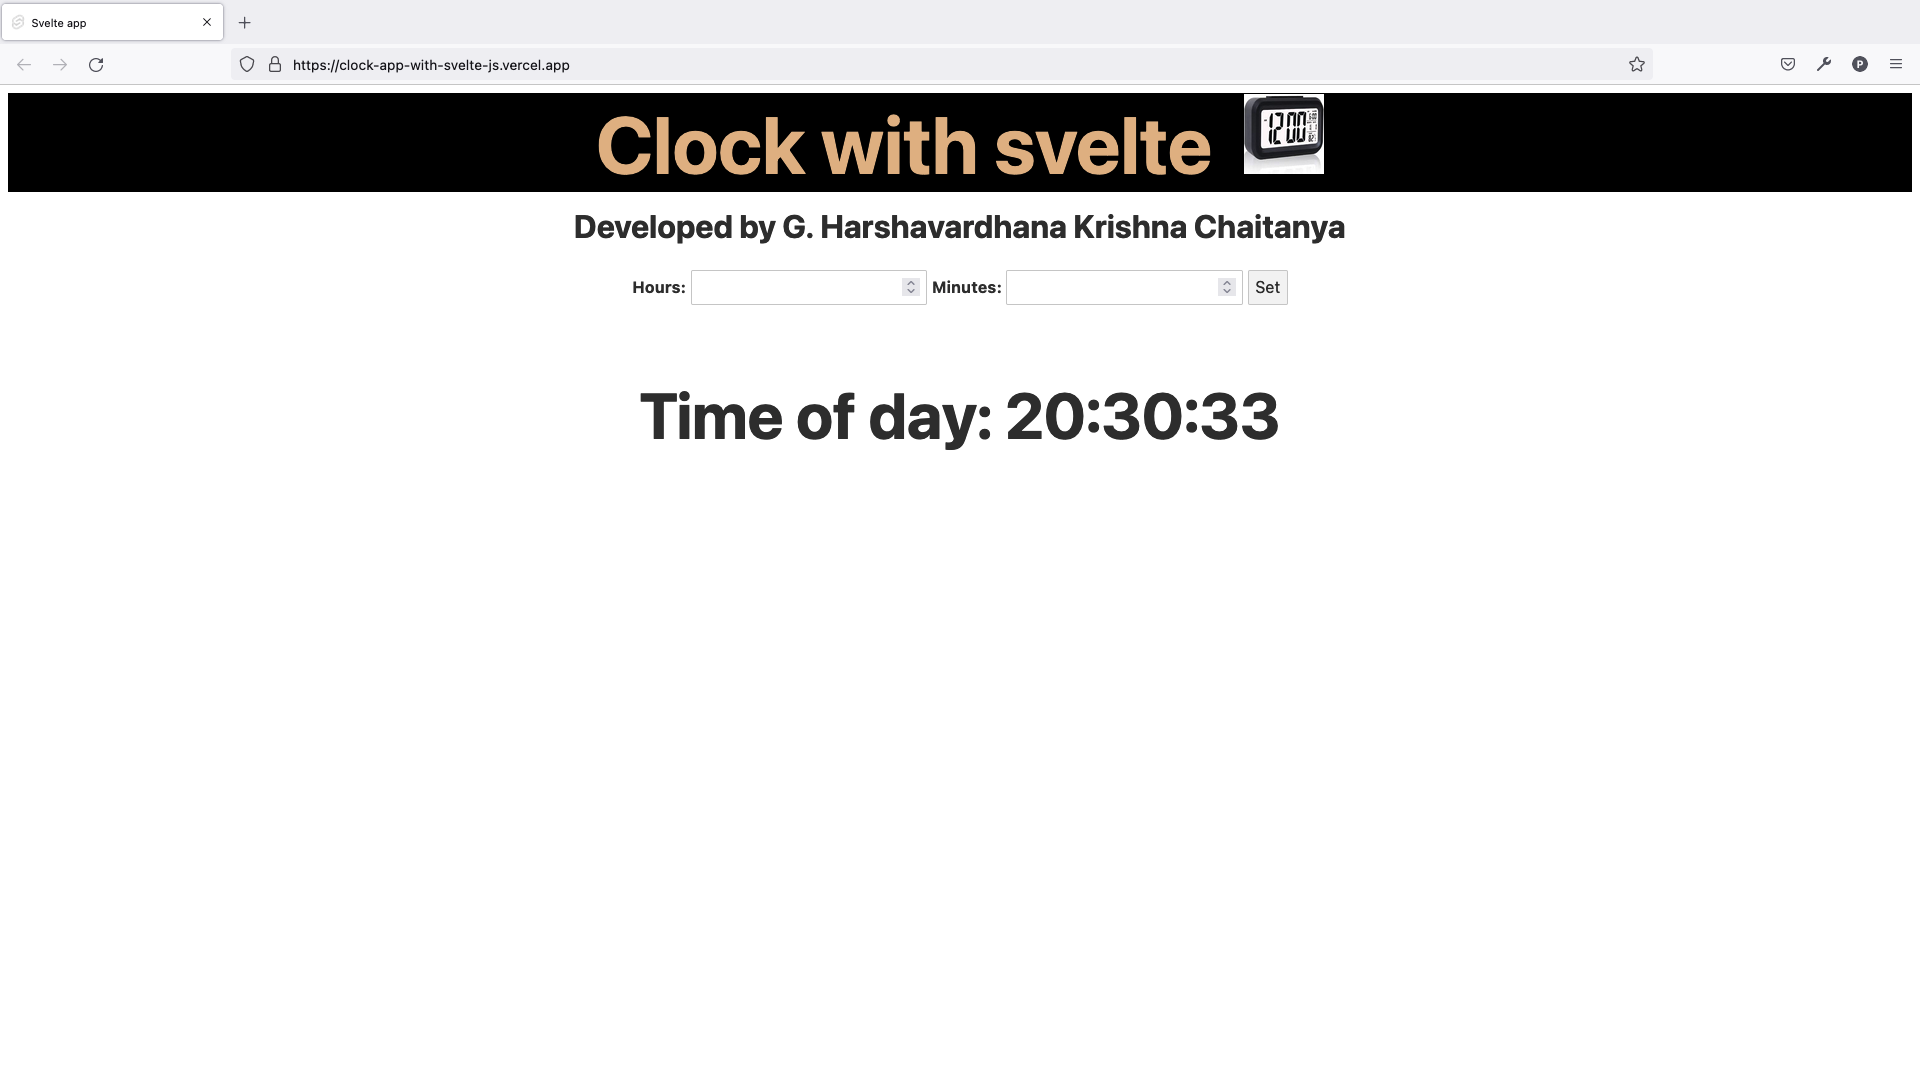 Svelte app
https://clock-app-with-svelte-js.vercel.app
P
Clock with svelte
12:00
Developed by G. Harshavardhana Krishna Chaitanya
Hours: Minutes: Set
Time of day: 20:30:33